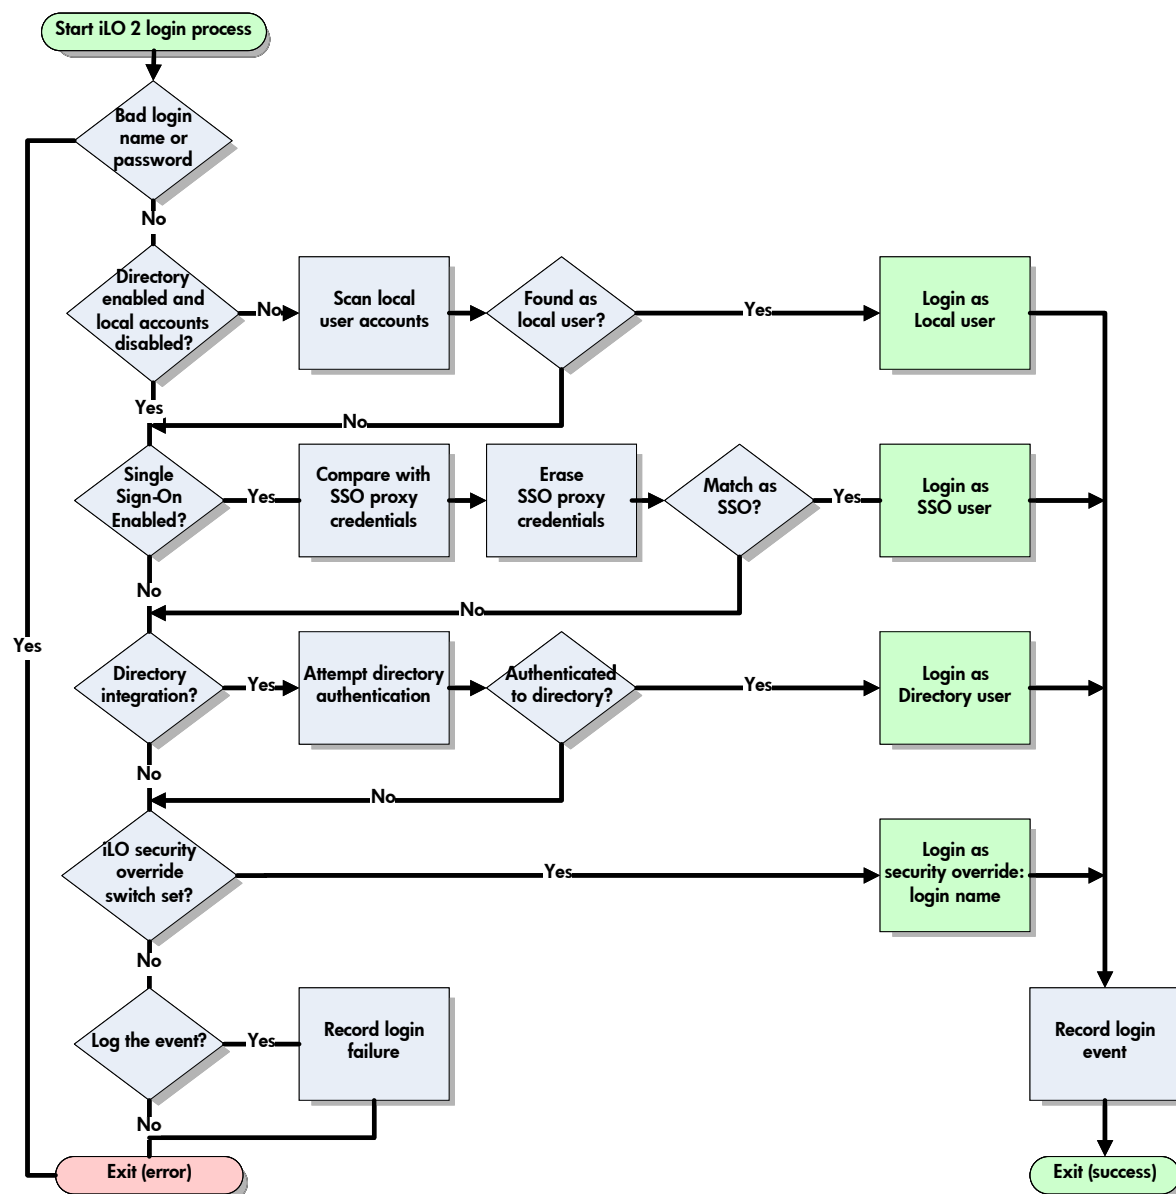 Start iLO 2 login process
Bad login
name or
password
No
Yes
Directory
enabled and
local accounts
disabled?
No
Scan local
user accounts
Found as
local user?
Yes
Login as
Local user
Yes
No
Single
Sign-On
Enabled?
Yes
Compare with
SSO proxy
credentials
Erase
SSO proxy
credentials
Match as
SSO?
Yes
Login as
SSO user
No
No
Directory
integration?
Yes
Attempt directory
authentication
Authenticated
to directory?
Yes
Login as
Directory user
No
No
iLO security
override
switch set?
Yes
Login as
security override:
login name
No
Log the event?
Yes
Record login
failure
Record login
event
No
Exit (error)
Exit (success)